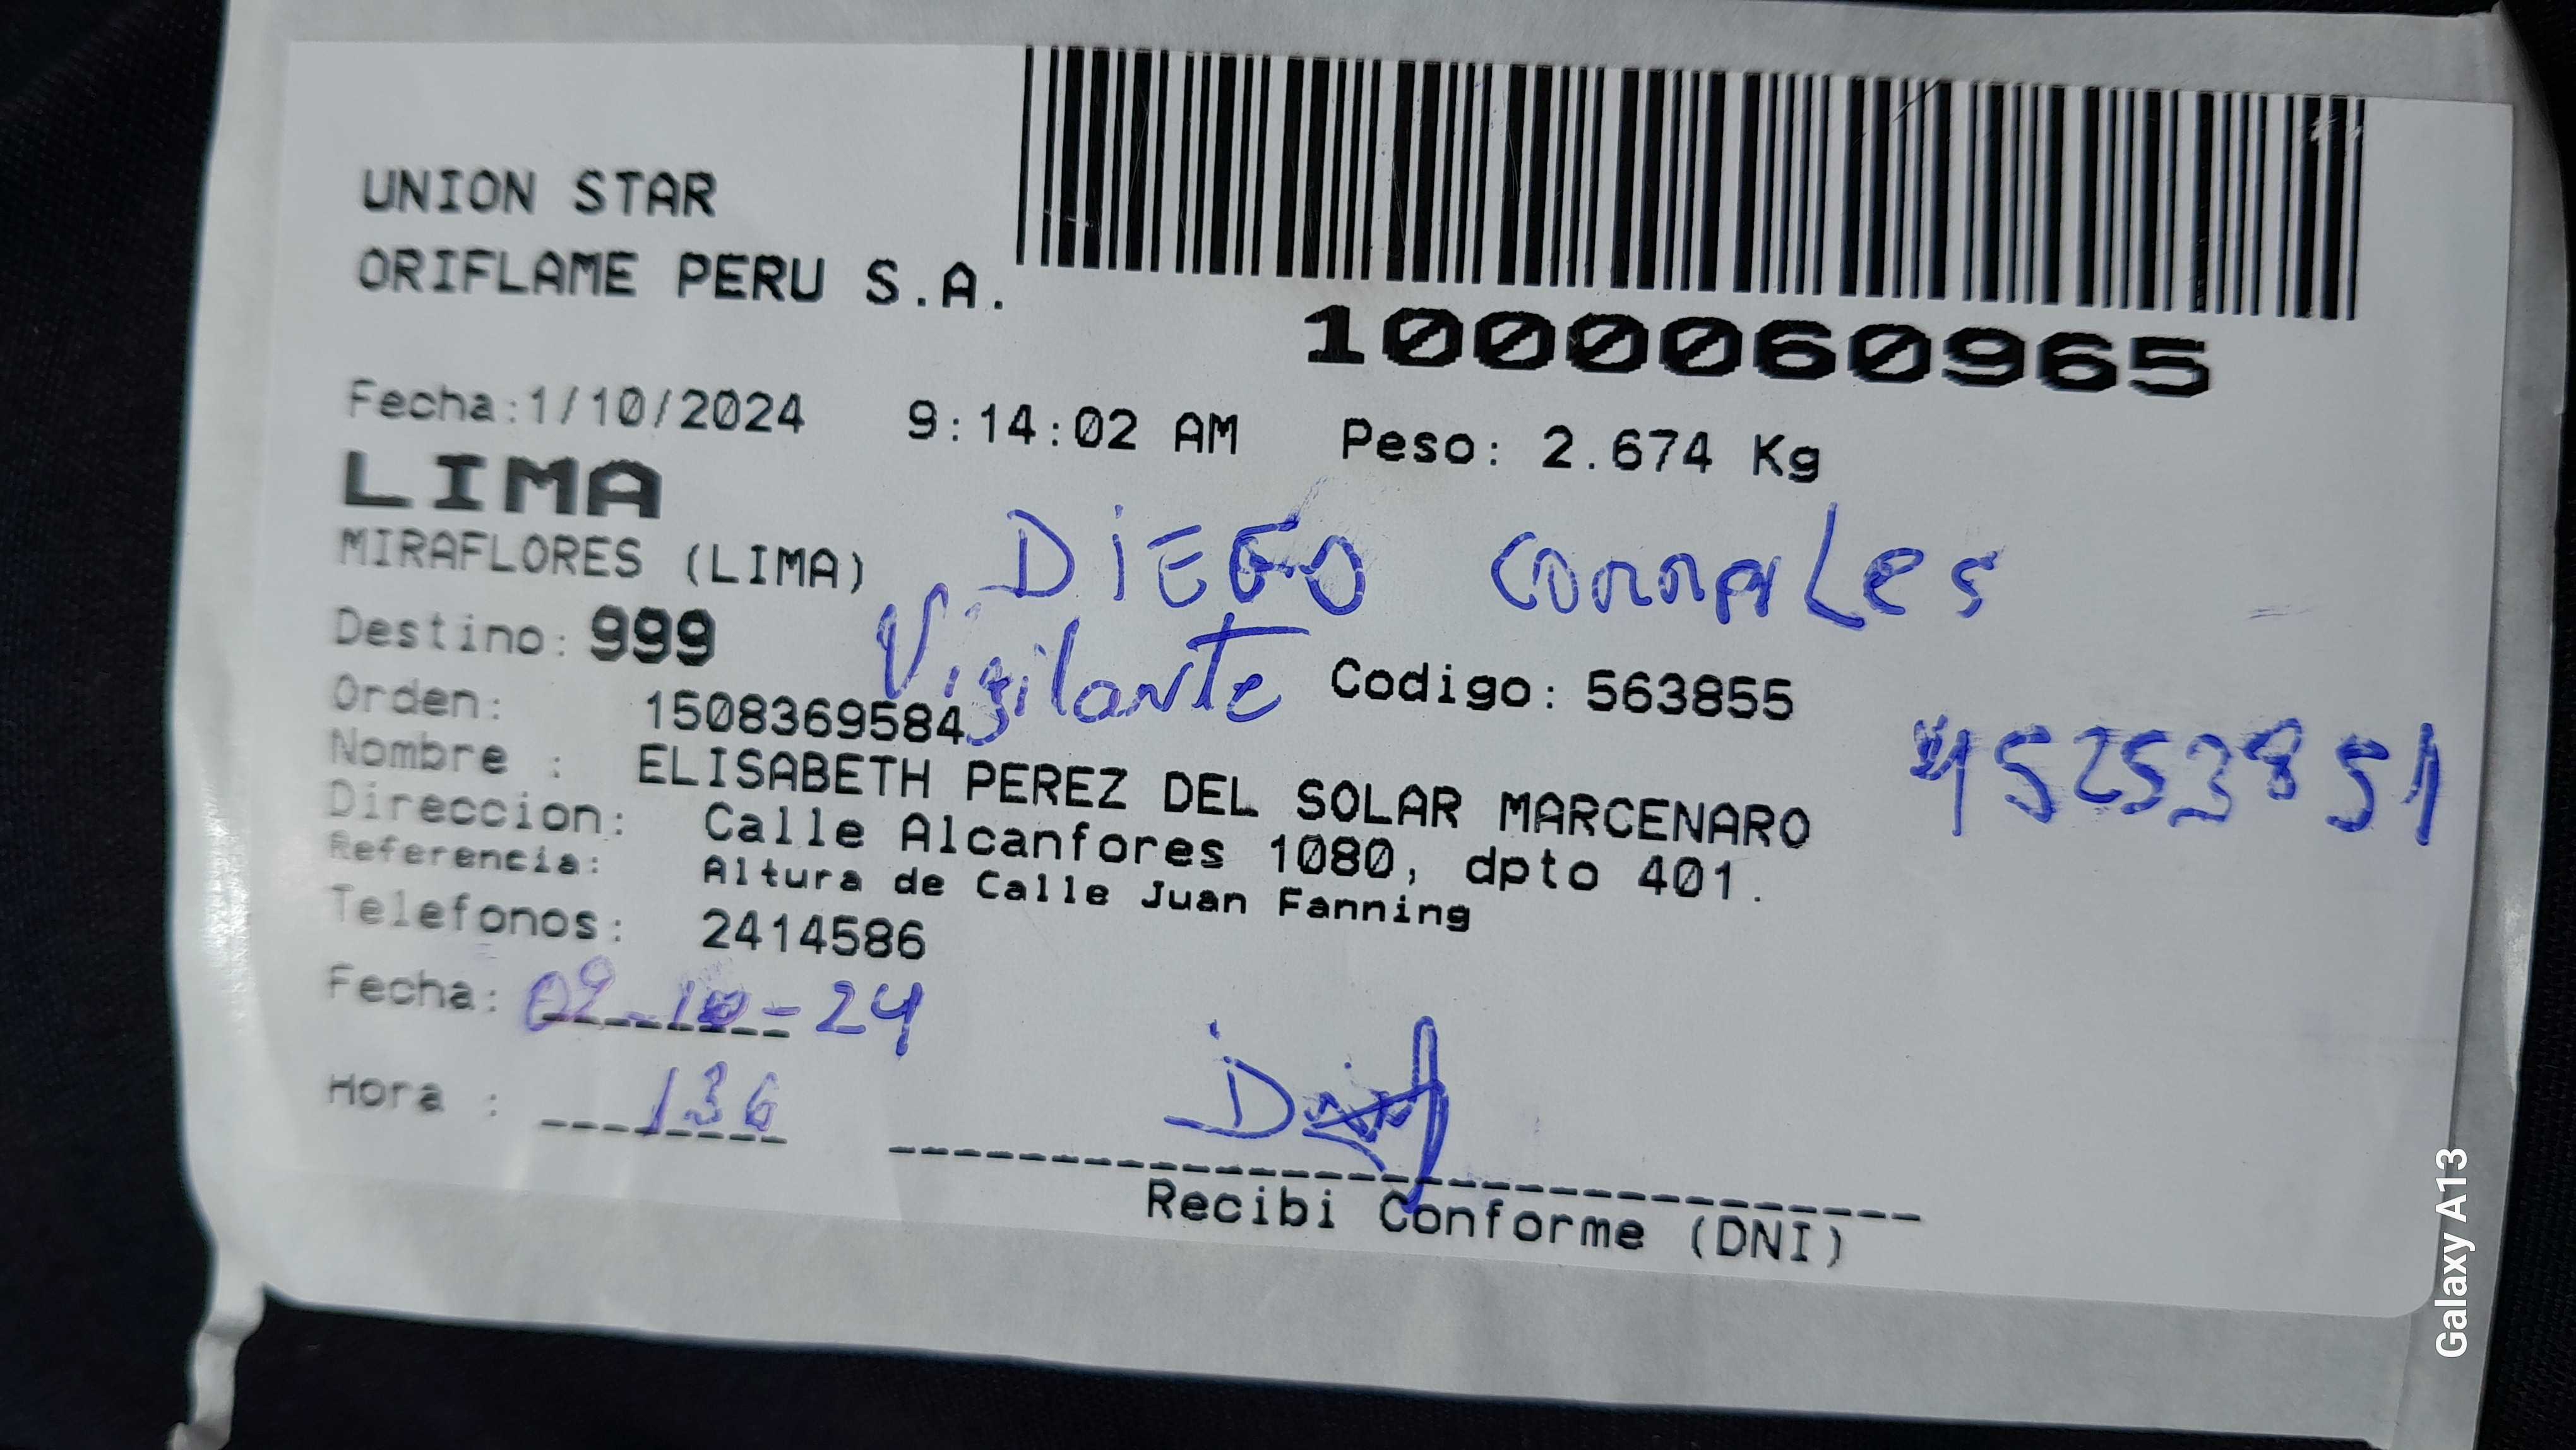 UNION STAR
ORIFLAME PERU S.A.
1000060965
Fecha:1/10/2024 9:14:02 AM Peso: 2.674 Kg
LIMA
MIRAFLORES (LIMA) DiEGO CORRALES
Destino: 999 Vigilante
Codigo: 563855
Orden: 1508369584
45253851
Nombre : ELISABETH PEREZ DEL SOLAR MARCENARO
Direccion: Calle Alcanfores 1080, dpto 401.
Referencia: Altura de Calle Juan Fanning
Telefonos: 2414586
Fecha: 02-10-24
Hora : 136
Recibi Conforme (DNI)
Galaxy A13